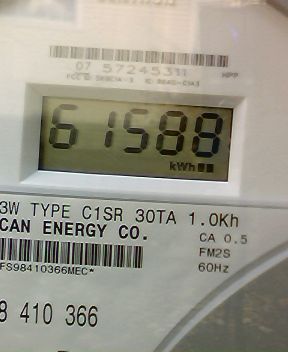 07 57245311
61588
kWh
3W TYPE C1SR 30TA 1.0Kh
CAN ENERGY CO.
CA 0.5
FM2S
FS98410366MEC*
60Hz
8 410 366